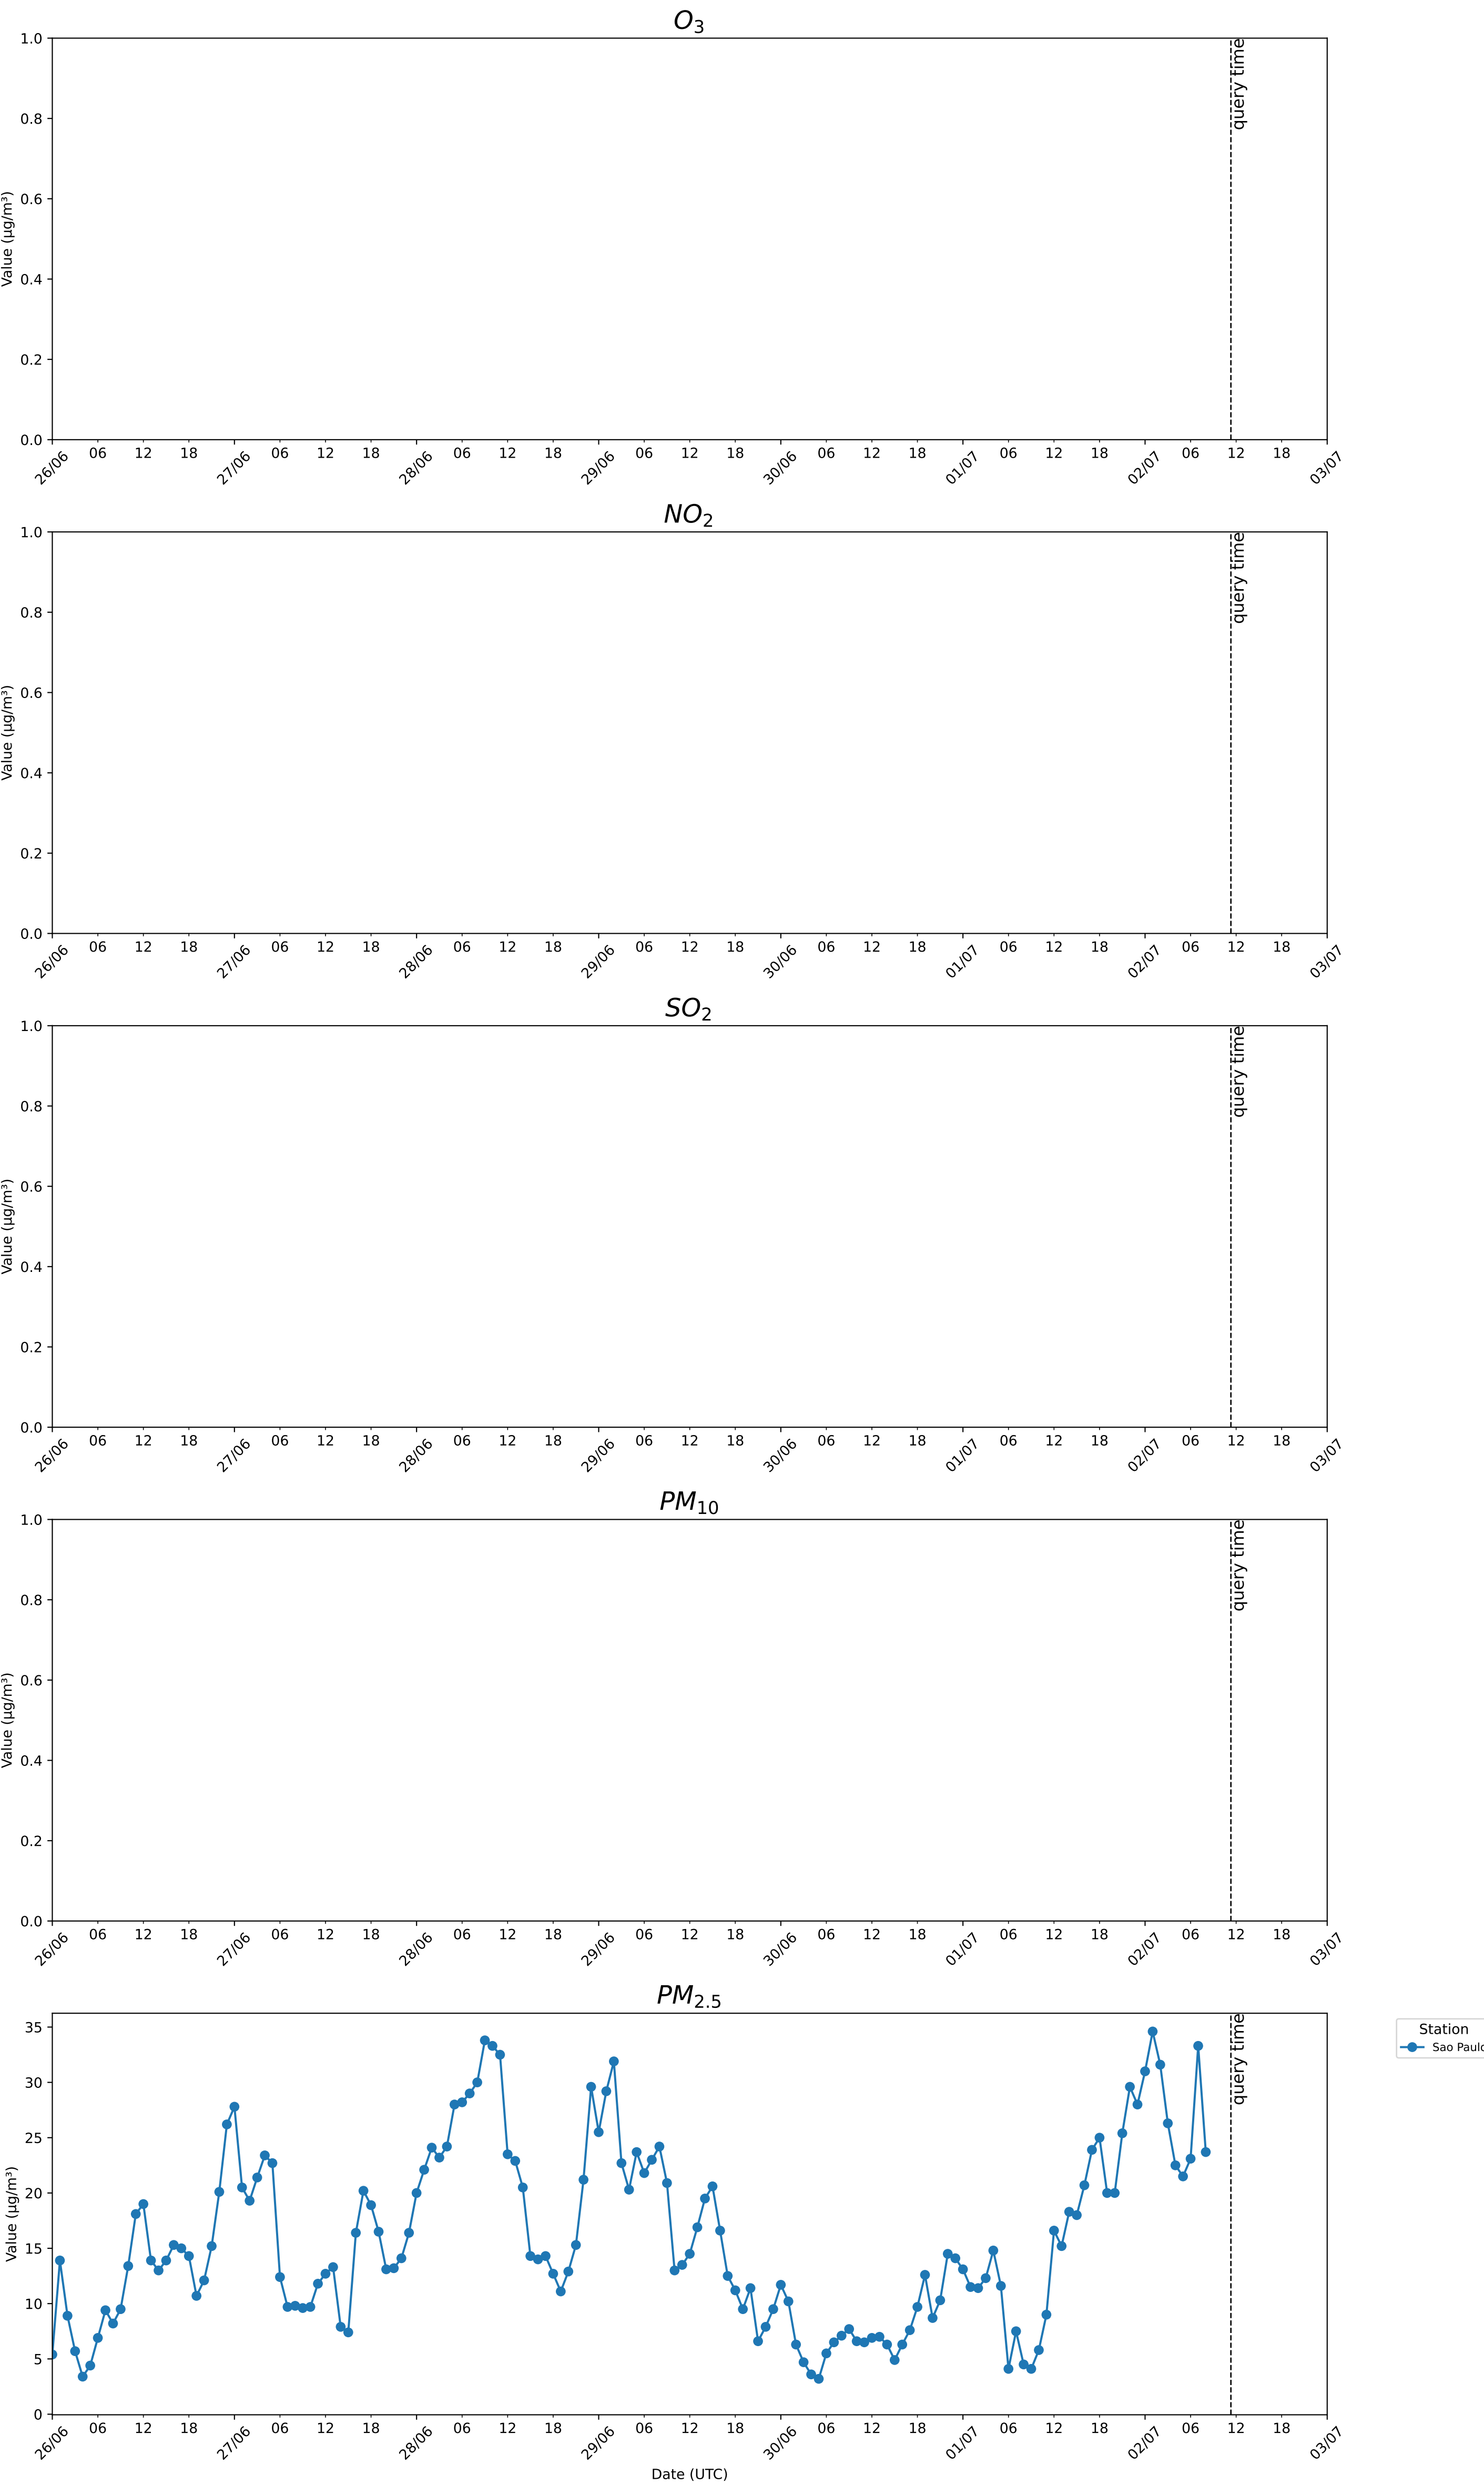 O3
Value (µg/m³)
1.0
0.8
0.6
0.4
0.2
0.0
query time
26/06 06 12 18 27/06 06 12 18 28/06 06 12 18 29/06 06 12 18 30/06 06 12 18 01/07 06 12 18 02/07 06 12 18 03/07
NO2
Value (µg/m³)
1.0
0.8
0.6
0.4
0.2
0.0
query time
26/06 06 12 18 27/06 06 12 18 28/06 06 12 18 29/06 06 12 18 30/06 06 12 18 01/07 06 12 18 02/07 06 12 18 03/07
SO2
Value (µg/m³)
1.0
0.8
0.6
0.4
0.2
0.0
query time
26/06 06 12 18 27/06 06 12 18 28/06 06 12 18 29/06 06 12 18 30/06 06 12 18 01/07 06 12 18 02/07 06 12 18 03/07
PM10
Value (µg/m³)
1.0
0.8
0.6
0.4
0.2
0.0
query time
26/06 06 12 18 27/06 06 12 18 28/06 06 12 18 29/06 06 12 18 30/06 06 12 18 01/07 06 12 18 02/07 06 12 18 03/07
PM2.5
Value (µg/m³)
35
30
25
20
15
10
5
0
query time
Station
Sao Paulo
26/06 06 12 18 27/06 06 12 18 28/06 06 12 18 29/06 06 12 18 30/06 06 12 18 01/07 06 12 18 02/07 06 12 18 03/07
Date (UTC)